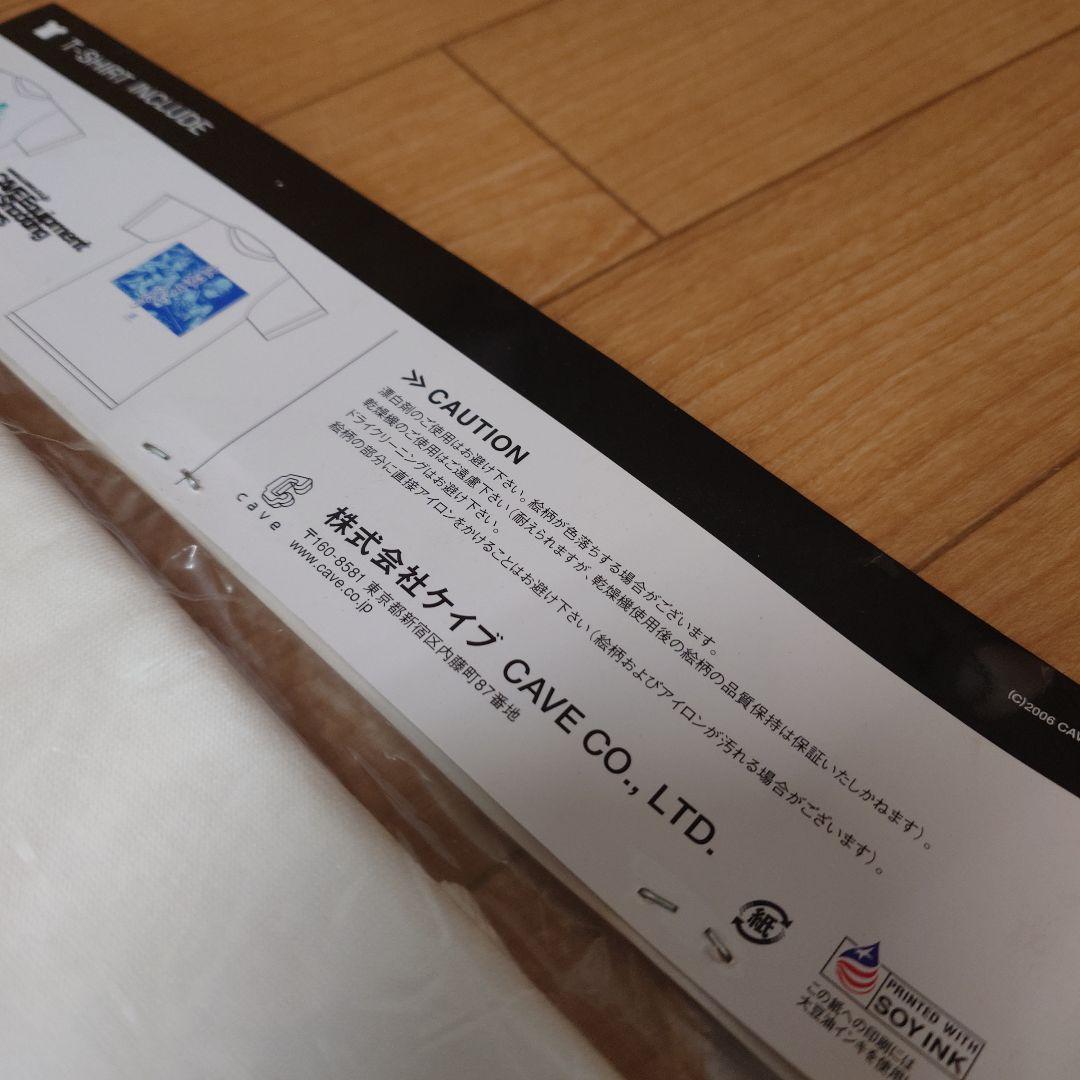 T-SHIRT INCLUDE
CAVE Equipment
Shooting
>> CAUTION
漂白剤のご使用はお避け下さい。絵柄が色落ちする場合がございます。
乾燥機のご使用はご遠慮下さい（耐えられますが、乾燥機使用後の絵柄の品質保持は保証いたしかねます）。
ドライクリーニングはお避け下さい。
絵柄の部分に直接アイロンをかけることはお避け下さい（絵柄およびアイロンが汚れる場合がございます）。
cave
株式会社ケイブ CAVE CO., LTD.
〒160-8581 東京都新宿区内藤町87番地
www.cave.co.jp
(C)2006 CAV
紙
PRINTED WITH
SOY INK
この紙への印刷には
大豆油インキを使用